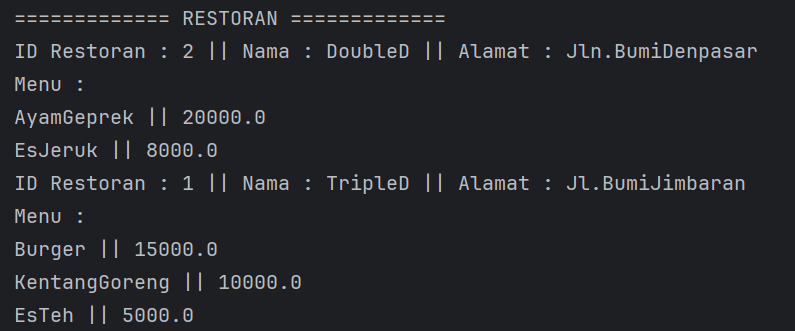 ============= RESTORAN =============
ID Restoran : 2 || Nama : DoubleD || Alamat : Jln.BumiDenpasar
Menu :
AyamGeprek || 20000.0
EsJeruk || 8000.0
ID Restoran : 1 || Nama : TripleD || Alamat : Jl.BumiJimbaran
Menu :
Burger || 15000.0
KentangGoreng || 10000.0
EsTeh || 5000.0